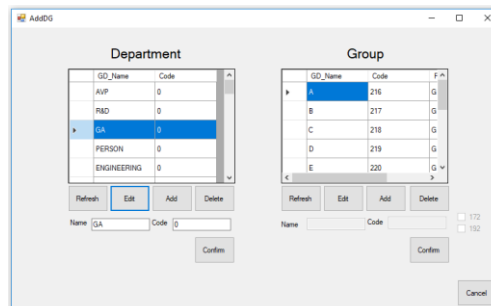 AddDG
Department Group
GD_Name Code GD_Name Code F
AVP 0 A 216 G
R&D 0 B 217 G
GA 0 C 218 G
PERSON 0 D 219 G
ENGINEERING 0 E 220 G
Refresh Edit Add Delete Refresh Edit Add Delete
Name GA Code 0 Name Code 172
192
Confirm Confirm
Cancel